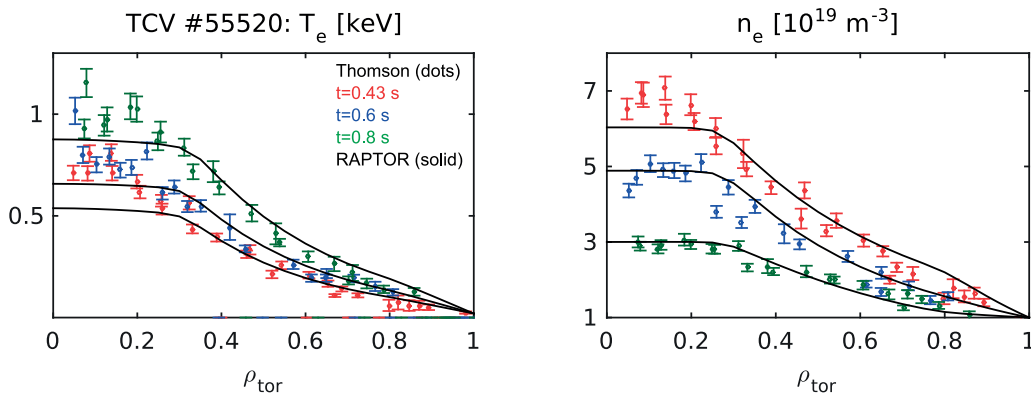 TCV #55520: T_e [keV]
1
0.5
Thomson (dots)
t=0.43 s
t=0.6 s
t=0.8 s
RAPTOR (solid)
0 0.2 0.4 0.6 0.8 1
ρ_tor
n_e [10^19 m^-3]
7
5
3
1
0 0.2 0.4 0.6 0.8 1
ρ_tor